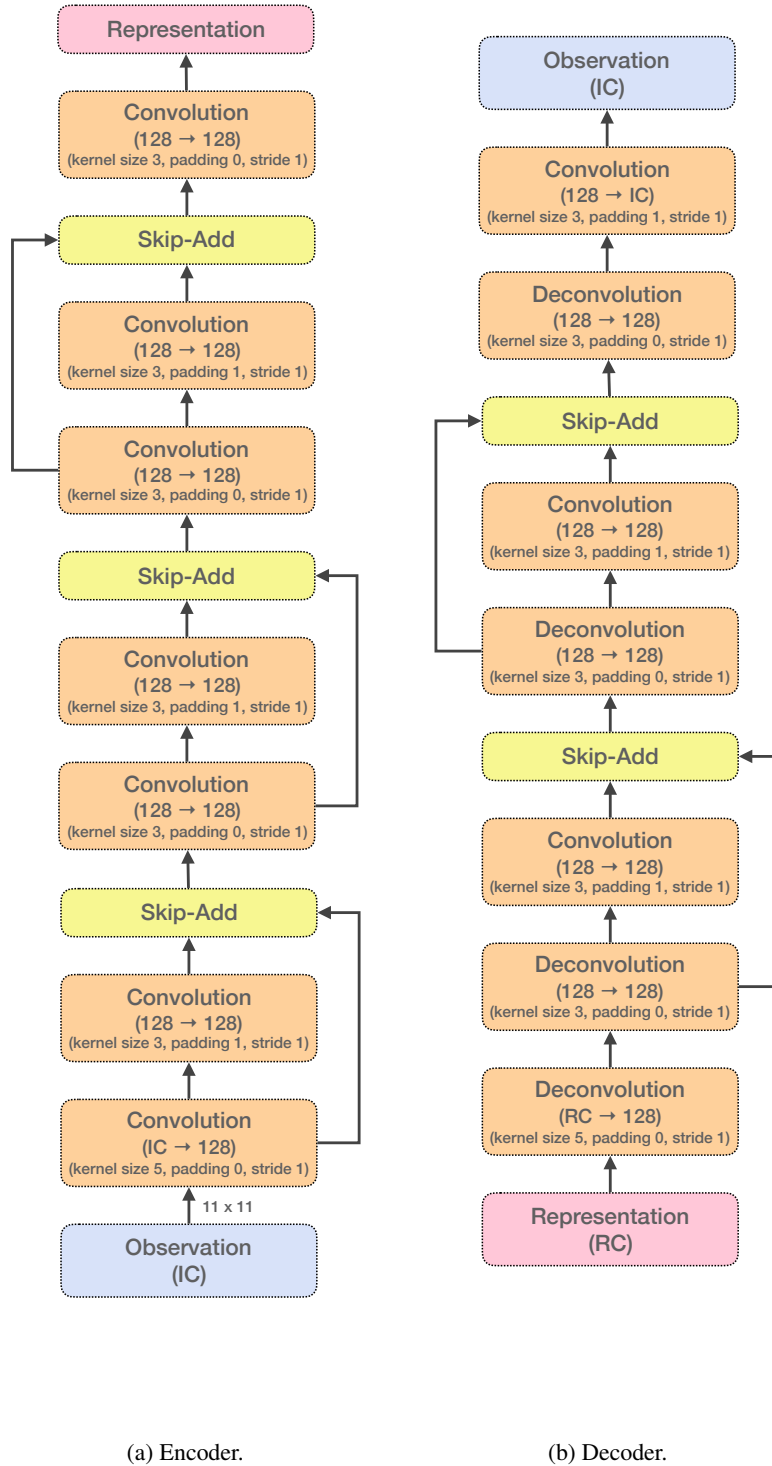 Representation
Convolution
(128 → 128)
(kernel size 3, padding 0, stride 1)
Skip-Add
Convolution
(128 → 128)
(kernel size 3, padding 1, stride 1)
Convolution
(128 → 128)
(kernel size 3, padding 0, stride 1)
Skip-Add
Convolution
(128 → 128)
(kernel size 3, padding 1, stride 1)
Convolution
(128 → 128)
(kernel size 3, padding 0, stride 1)
Skip-Add
Convolution
(128 → 128)
(kernel size 3, padding 1, stride 1)
Convolution
(IC → 128)
(kernel size 5, padding 0, stride 1)
11 x 11
Observation
(IC)
(a) Encoder.
Observation
(IC)
Convolution
(128 → IC)
(kernel size 3, padding 1, stride 1)
Deconvolution
(128 → 128)
(kernel size 3, padding 0, stride 1)
Skip-Add
Convolution
(128 → 128)
(kernel size 3, padding 1, stride 1)
Deconvolution
(128 → 128)
(kernel size 3, padding 0, stride 1)
Skip-Add
Convolution
(128 → 128)
(kernel size 3, padding 1, stride 1)
Deconvolution
(128 → 128)
(kernel size 3, padding 0, stride 1)
Deconvolution
(RC → 128)
(kernel size 5, padding 0, stride 1)
Representation
(RC)
(b) Decoder.